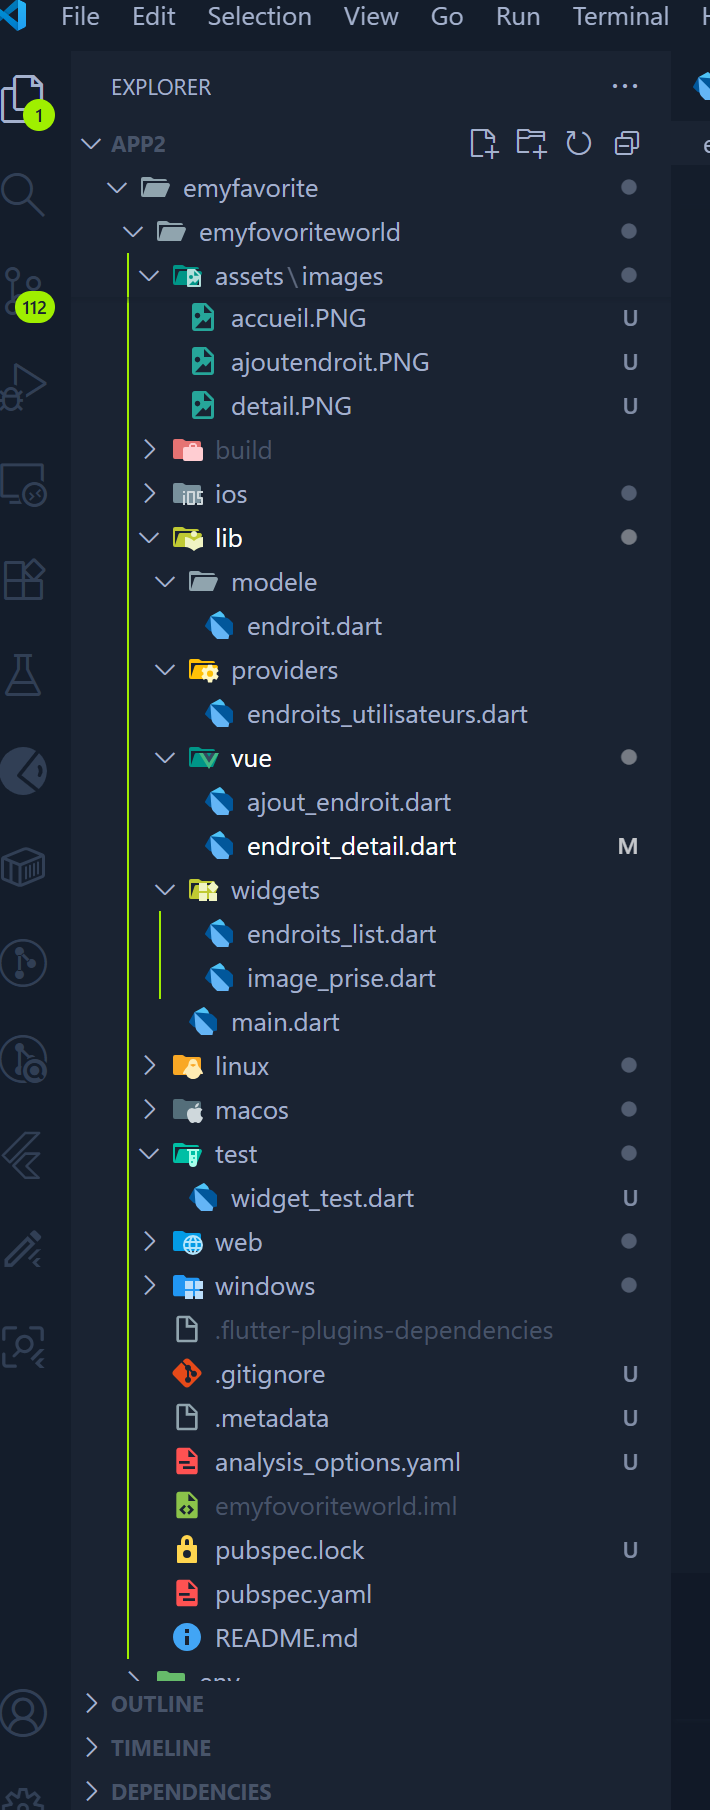 File Edit Selection View Go Run Terminal
EXPLORER
1
APP2
emyfavorite
emyfovoriteworld
assets\images
112
accueil.PNG U
ajoutendroit.PNG U
detail.PNG U
build
ios
lib
modele
endroit.dart
providers
endroits_utilisateurs.dart
vue
ajout_endroit.dart
endroit_detail.dart M
widgets
endroits_list.dart
image_prise.dart
main.dart
linux
macos
test
widget_test.dart U
web
windows
.flutter-plugins-dependencies
.gitignore U
.metadata U
analysis_options.yaml U
emyfovoriteworld.iml
pubspec.lock U
pubspec.yaml
README.md
OUTLINE
TIMELINE
DEPENDENCIES